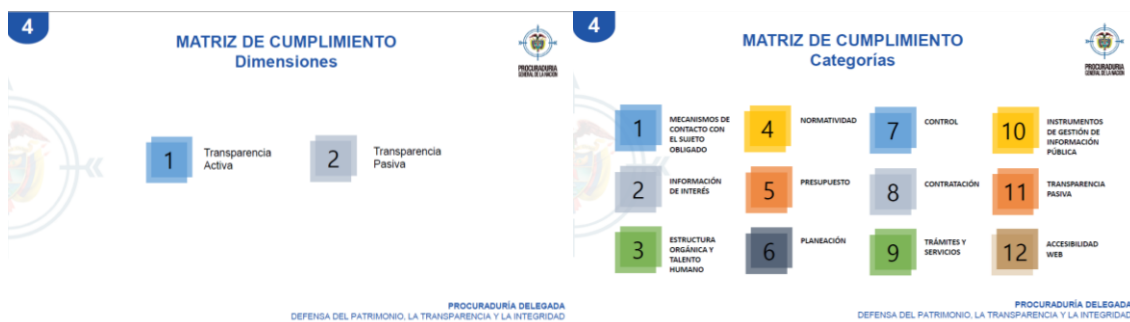 4
MATRIZ DE CUMPLIMIENTO
Dimensiones
PROCURADURIA
GENERAL DE LA NACION
1
Transparencia
Activa
2
Transparencia
Pasiva
PROCURADURÍA DELEGADA
DEFENSA DEL PATRIMONIO, LA TRANSPARENCIA Y LA INTEGRIDAD
4
MATRIZ DE CUMPLIMIENTO
Categorías
PROCURADURIA
GENERAL DE LA NACION
1
MECANISMOS DE
CONTACTO CON
EL SUJETO
OBLIGADO
4
NORMATIVIDAD
7
CONTROL
10
INSTRUMENTOS
DE GESTIÓN DE
INFORMACIÓN
PÚBLICA
2
INFORMACIÓN
DE INTERÉS
5
PRESUPUESTO
8
CONTRATACIÓN
11
TRANSPARENCIA
PASIVA
3
ESTRUCTURA
ORGÁNICA Y
TALENTO
HUMANO
6
PLANEACIÓN
9
TRÁMITES Y
SERVICIOS
12
ACCESIBILIDAD
WEB
PROCURADURÍA DELEGADA
DEFENSA DEL PATRIMONIO, LA TRANSPARENCIA Y LA INTEGRIDAD